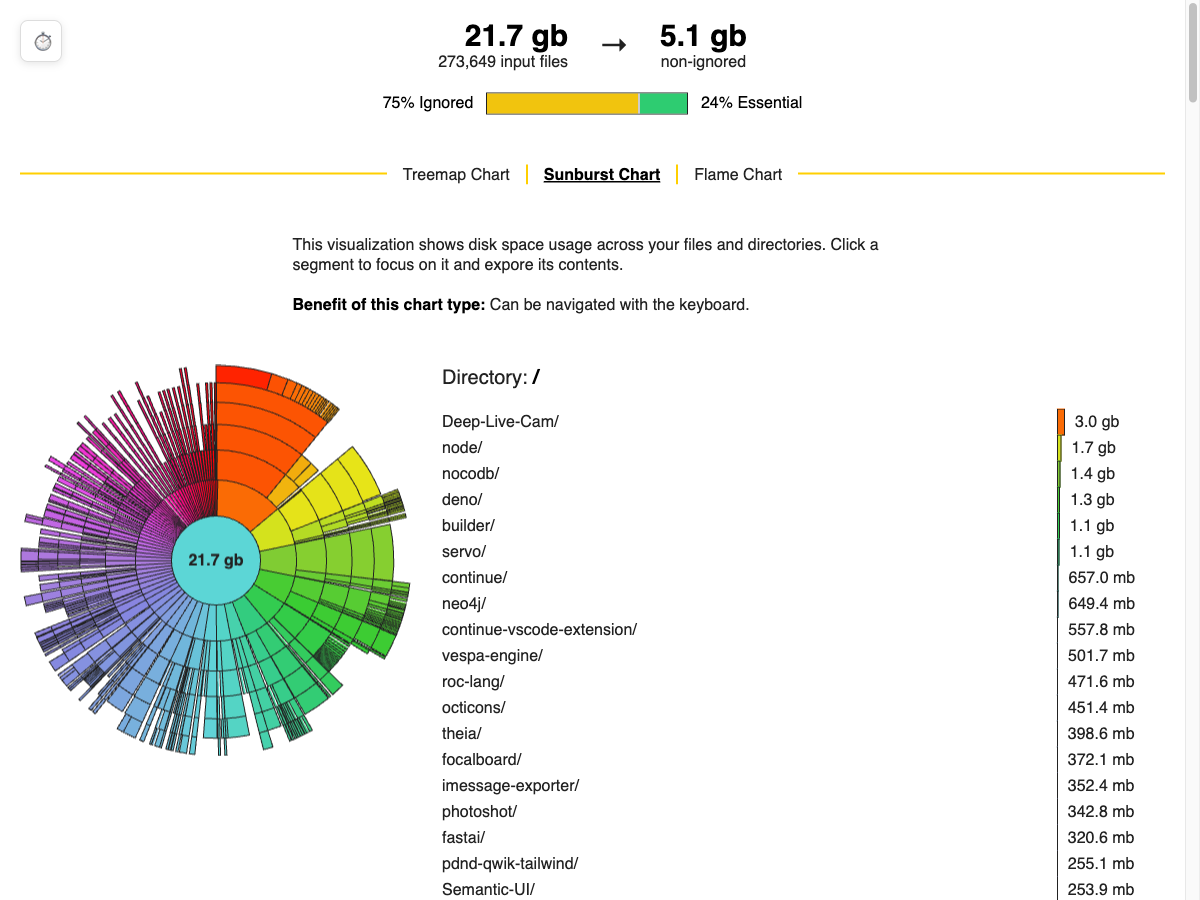 21.7 gb → 5.1 gb
273,649 input files non-ignored
75% Ignored 24% Essential
Treemap Chart Sunburst Chart Flame Chart
This visualization shows disk space usage across your files and directories. Click a
segment to focus on it and expore its contents.
Benefit of this chart type: Can be navigated with the keyboard.
21.7 gb
Directory: /
Deep-Live-Cam/ 3.0 gb
node/ 1.7 gb
nocodb/ 1.4 gb
deno/ 1.3 gb
builder/ 1.1 gb
servo/ 1.1 gb
continue/ 657.0 mb
neo4j/ 649.4 mb
continue-vscode-extension/ 557.8 mb
vespa-engine/ 501.7 mb
roc-lang/ 471.6 mb
octicons/ 451.4 mb
theia/ 398.6 mb
focalboard/ 372.1 mb
imessage-exporter/ 352.4 mb
photoshot/ 342.8 mb
fastai/ 320.6 mb
pdnd-qwik-tailwind/ 255.1 mb
Semantic-UI/ 253.9 mb